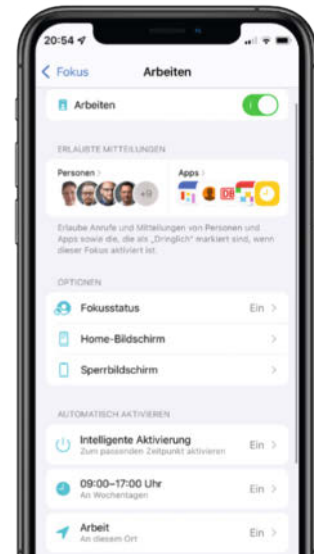 20:54
Fokus
Arbeiten
Arbeiten
ERLAUBTE MITTEILUNGEN
Personen
Apps
+9
DB
Erlaube Anrufe und Mitteilungen von Personen und
Apps sowie die, die als „Dringlich" markiert sind, wenn
dieser Fokus aktiviert ist.
OPTIONEN
Fokusstatus
Ein
Home-Bildschirm
Sperrbildschirm
AUTOMATISCH AKTIVIEREN
Intelligente Aktivierung
Zum passenden Zeitpunkt aktivieren
Ein
09:00–17:00 Uhr
An Wochentagen
Ein
Arbeit
An diesem Ort
Ein